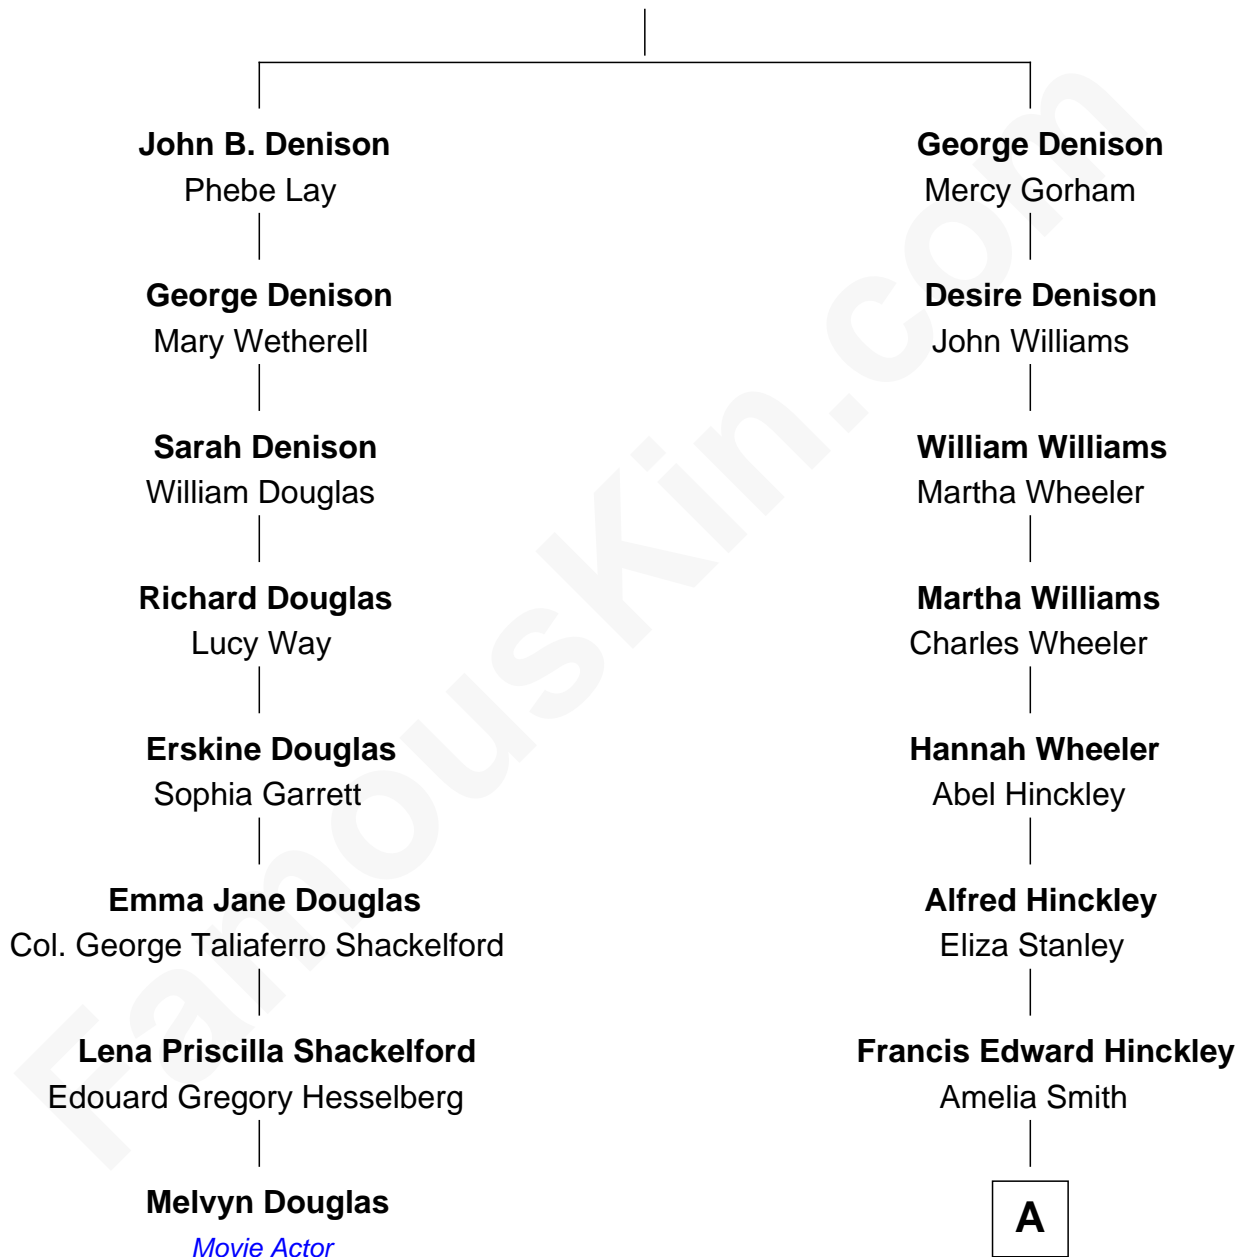 John B. Denison
Phebe Lay
George Denison
Mary Wetherell
Sarah Denison
William Douglas
Richard Douglas
Lucy Way
Erskine Douglas
Sophia Garrett
Emma Jane Douglas
Col. George Taliaferro Shackelford
Lena Priscilla Shackelford
Edouard Gregory Hesselberg
Melvyn Douglas
Movie Actor
George Denison
Mercy Gorham
Desire Denison
John Williams
William Williams
Martha Wheeler
Martha Williams
Charles Wheeler
Hannah Wheeler
Abel Hinckley
Alfred Hinckley
Eliza Stanley
Francis Edward Hinckley
Amelia Smith
A
FamousKin.com